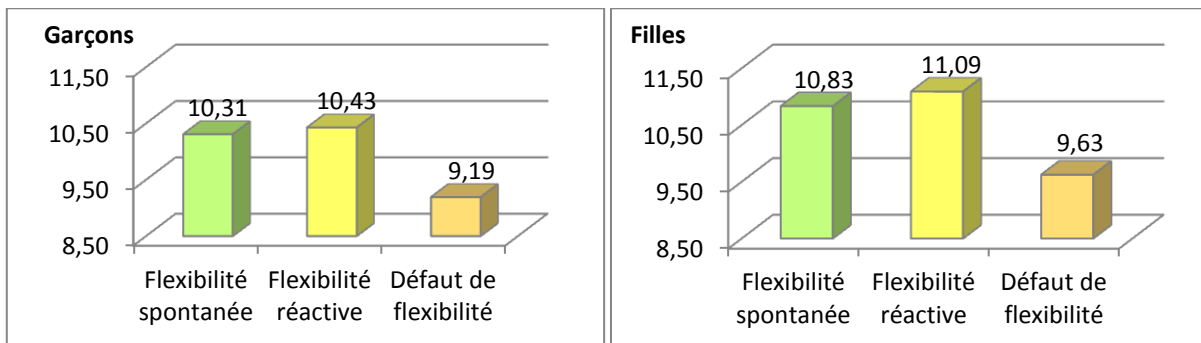 Garçons
11,50
10,50
9,50
8,50
10,31
10,43
9,19
Flexibilité
spontanée
Flexibilité
réactive
Défaut de
flexibilité
Filles
11,50
10,50
9,50
8,50
10,83
11,09
9,63
Flexibilité
spontanée
Flexibilité
réactive
Défaut de
flexibilité